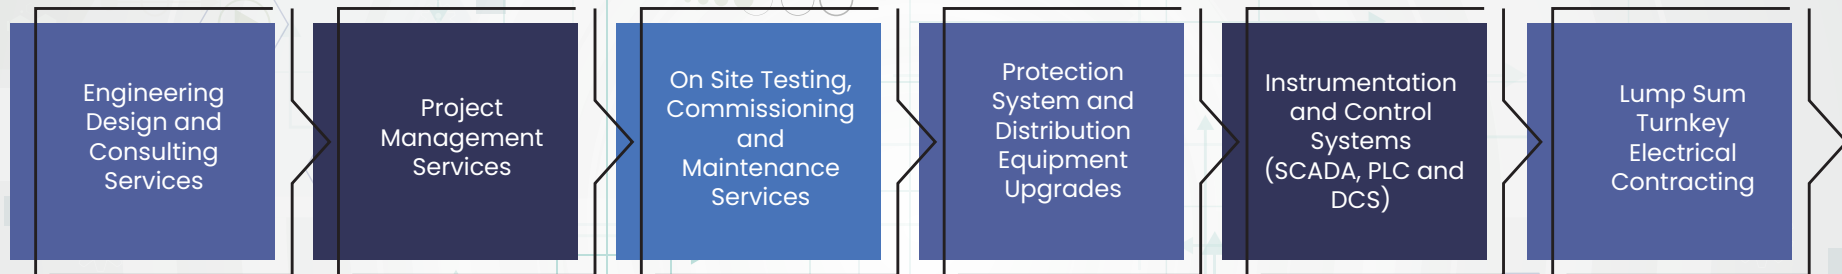 Engineering
Design and
Consulting
Services
Project
Management
Services
On Site Testing,
Commissioning
and
Maintenance
Services
Protection
System and
Distribution
Equipment
Upgrades
Instrumentation
and Control
Systems
(SCADA, PLC and
DCS)
Lump Sum
Turnkey
Electrical
Contracting